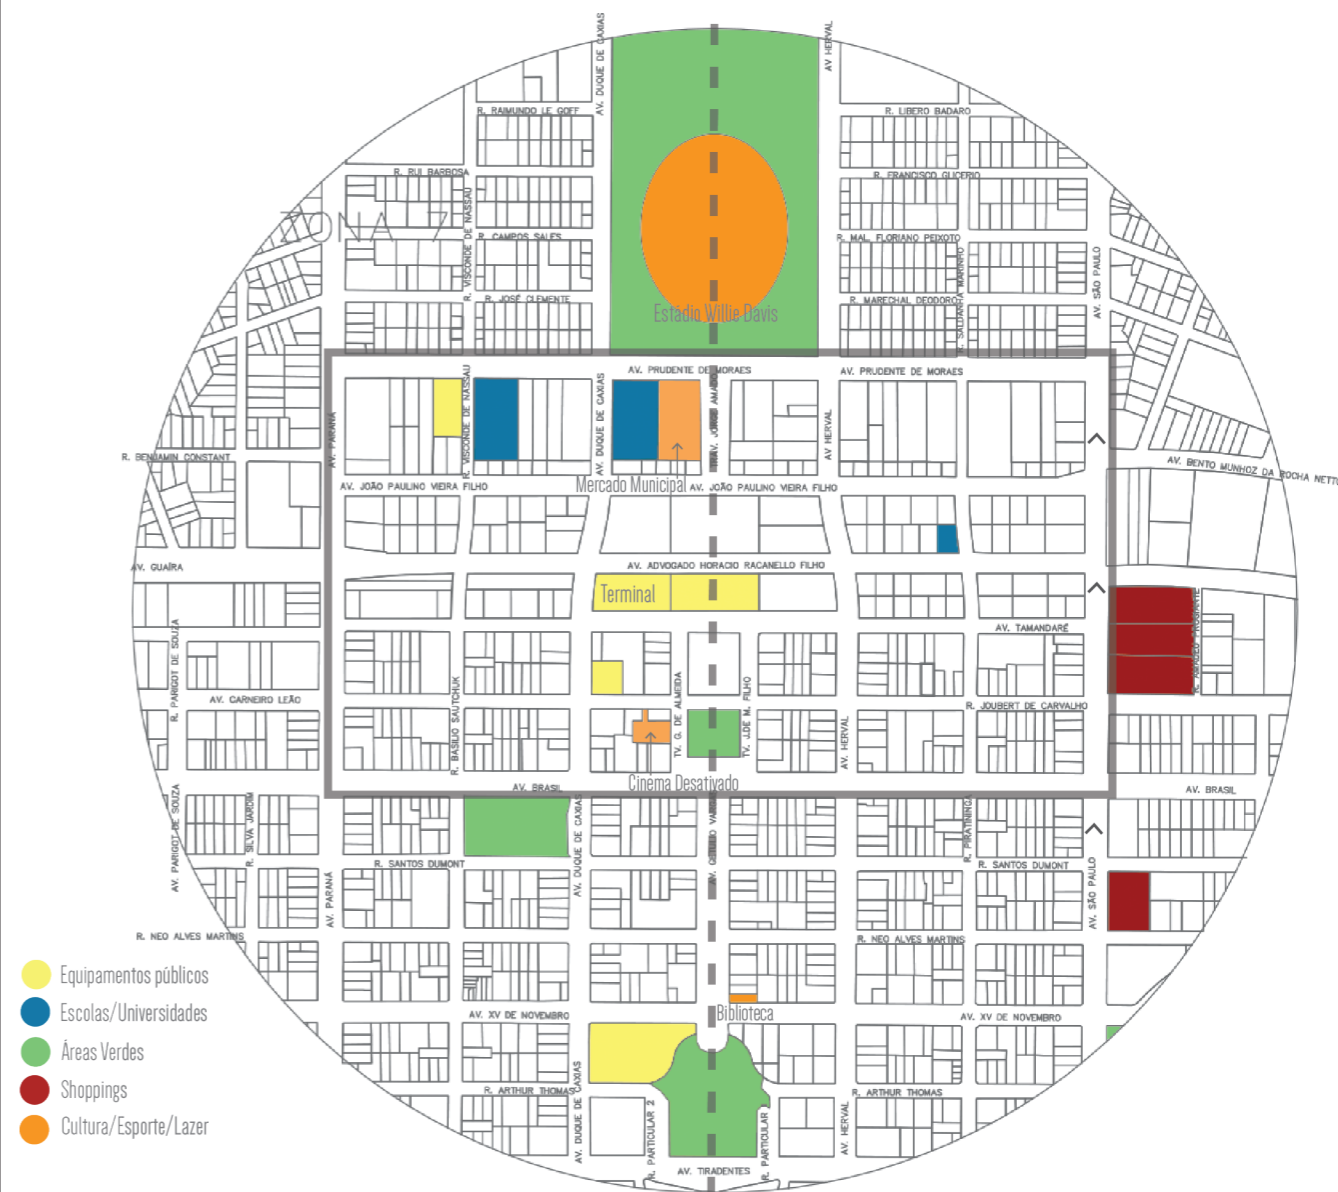 AV. DUQUE DE CAXIAS
AV HERVAL
R. RAIMUNDO LE GOFF
R. LIBERO BADARO
R. RUI BARBOSA
R. FRANCISCO GLICERIO
ZONA 7
R. VISCONDE DE NASSAU
R. CAMPOS SALES
R. MAL. FLORIANO PEIXOTO
R. SALDANHA MARINHO
AV. SÃO PAULO
R. JOSÉ CLEMENTE
R. MARECHAL DEODORO
Estádio Willie Davis
AV. PRUDENTE DE MORAES
AV. PRUDENTE DE MORAES
AV. PARANÁ
R. VISCONDE DE NASSAU
AV. DUQUE DE CAXIAS
AV HERVAL
R. BENJAMIN CONSTANT
AV. BENTO MUNHOZ DA ROCHA NETTO
Mercado Municipal
AV. JOÃO PAULINO VIEIRA FILHO
AV. JOÃO PAULINO VIEIRA FILHO
AV. GUAÍRA
AV. ADVOGADO HORACIO RACANELLO FILHO
Terminal
AV. TAMANDARÉ
R. PARIGOT DE SOUZA
AV. CARNEIRO LEÃO
R. BASILIO SAUTCHUK
TV. G. DE ALMEIDA
TV. J.DE M. FILHO
AV. HERVAL
R. JOUBERT DE CARVALHO
Cinema Desativado
AV. BRASIL
AV. BRASIL
AV. PARIGOT DE SOUZA
R. SILVA JARDIM
AV. DUQUE DE CAXIAS
R. PIRATININGA
R. SANTOS DUMONT
R. SANTOS DUMONT
AV. PARANÁ
AV. SÃO PAULO
R. NEO ALVES MARTINS
R. NEO ALVES MARTINS
Equipamentos públicos
Escolas/Universidades
Áreas Verdes
Shoppings
Cultura/Esporte/Lazer
Biblioteca
AV. XV DE NOVEMBRO
AV. XV DE NOVEMBRO
R. ARTHUR THOMAS
R. ARTHUR THOMAS
AV. DUQUE DE CAXIAS
R. PARTICULAR 2
R. PARTICULAR
AV. HERVAL
AV. TIRADENTES